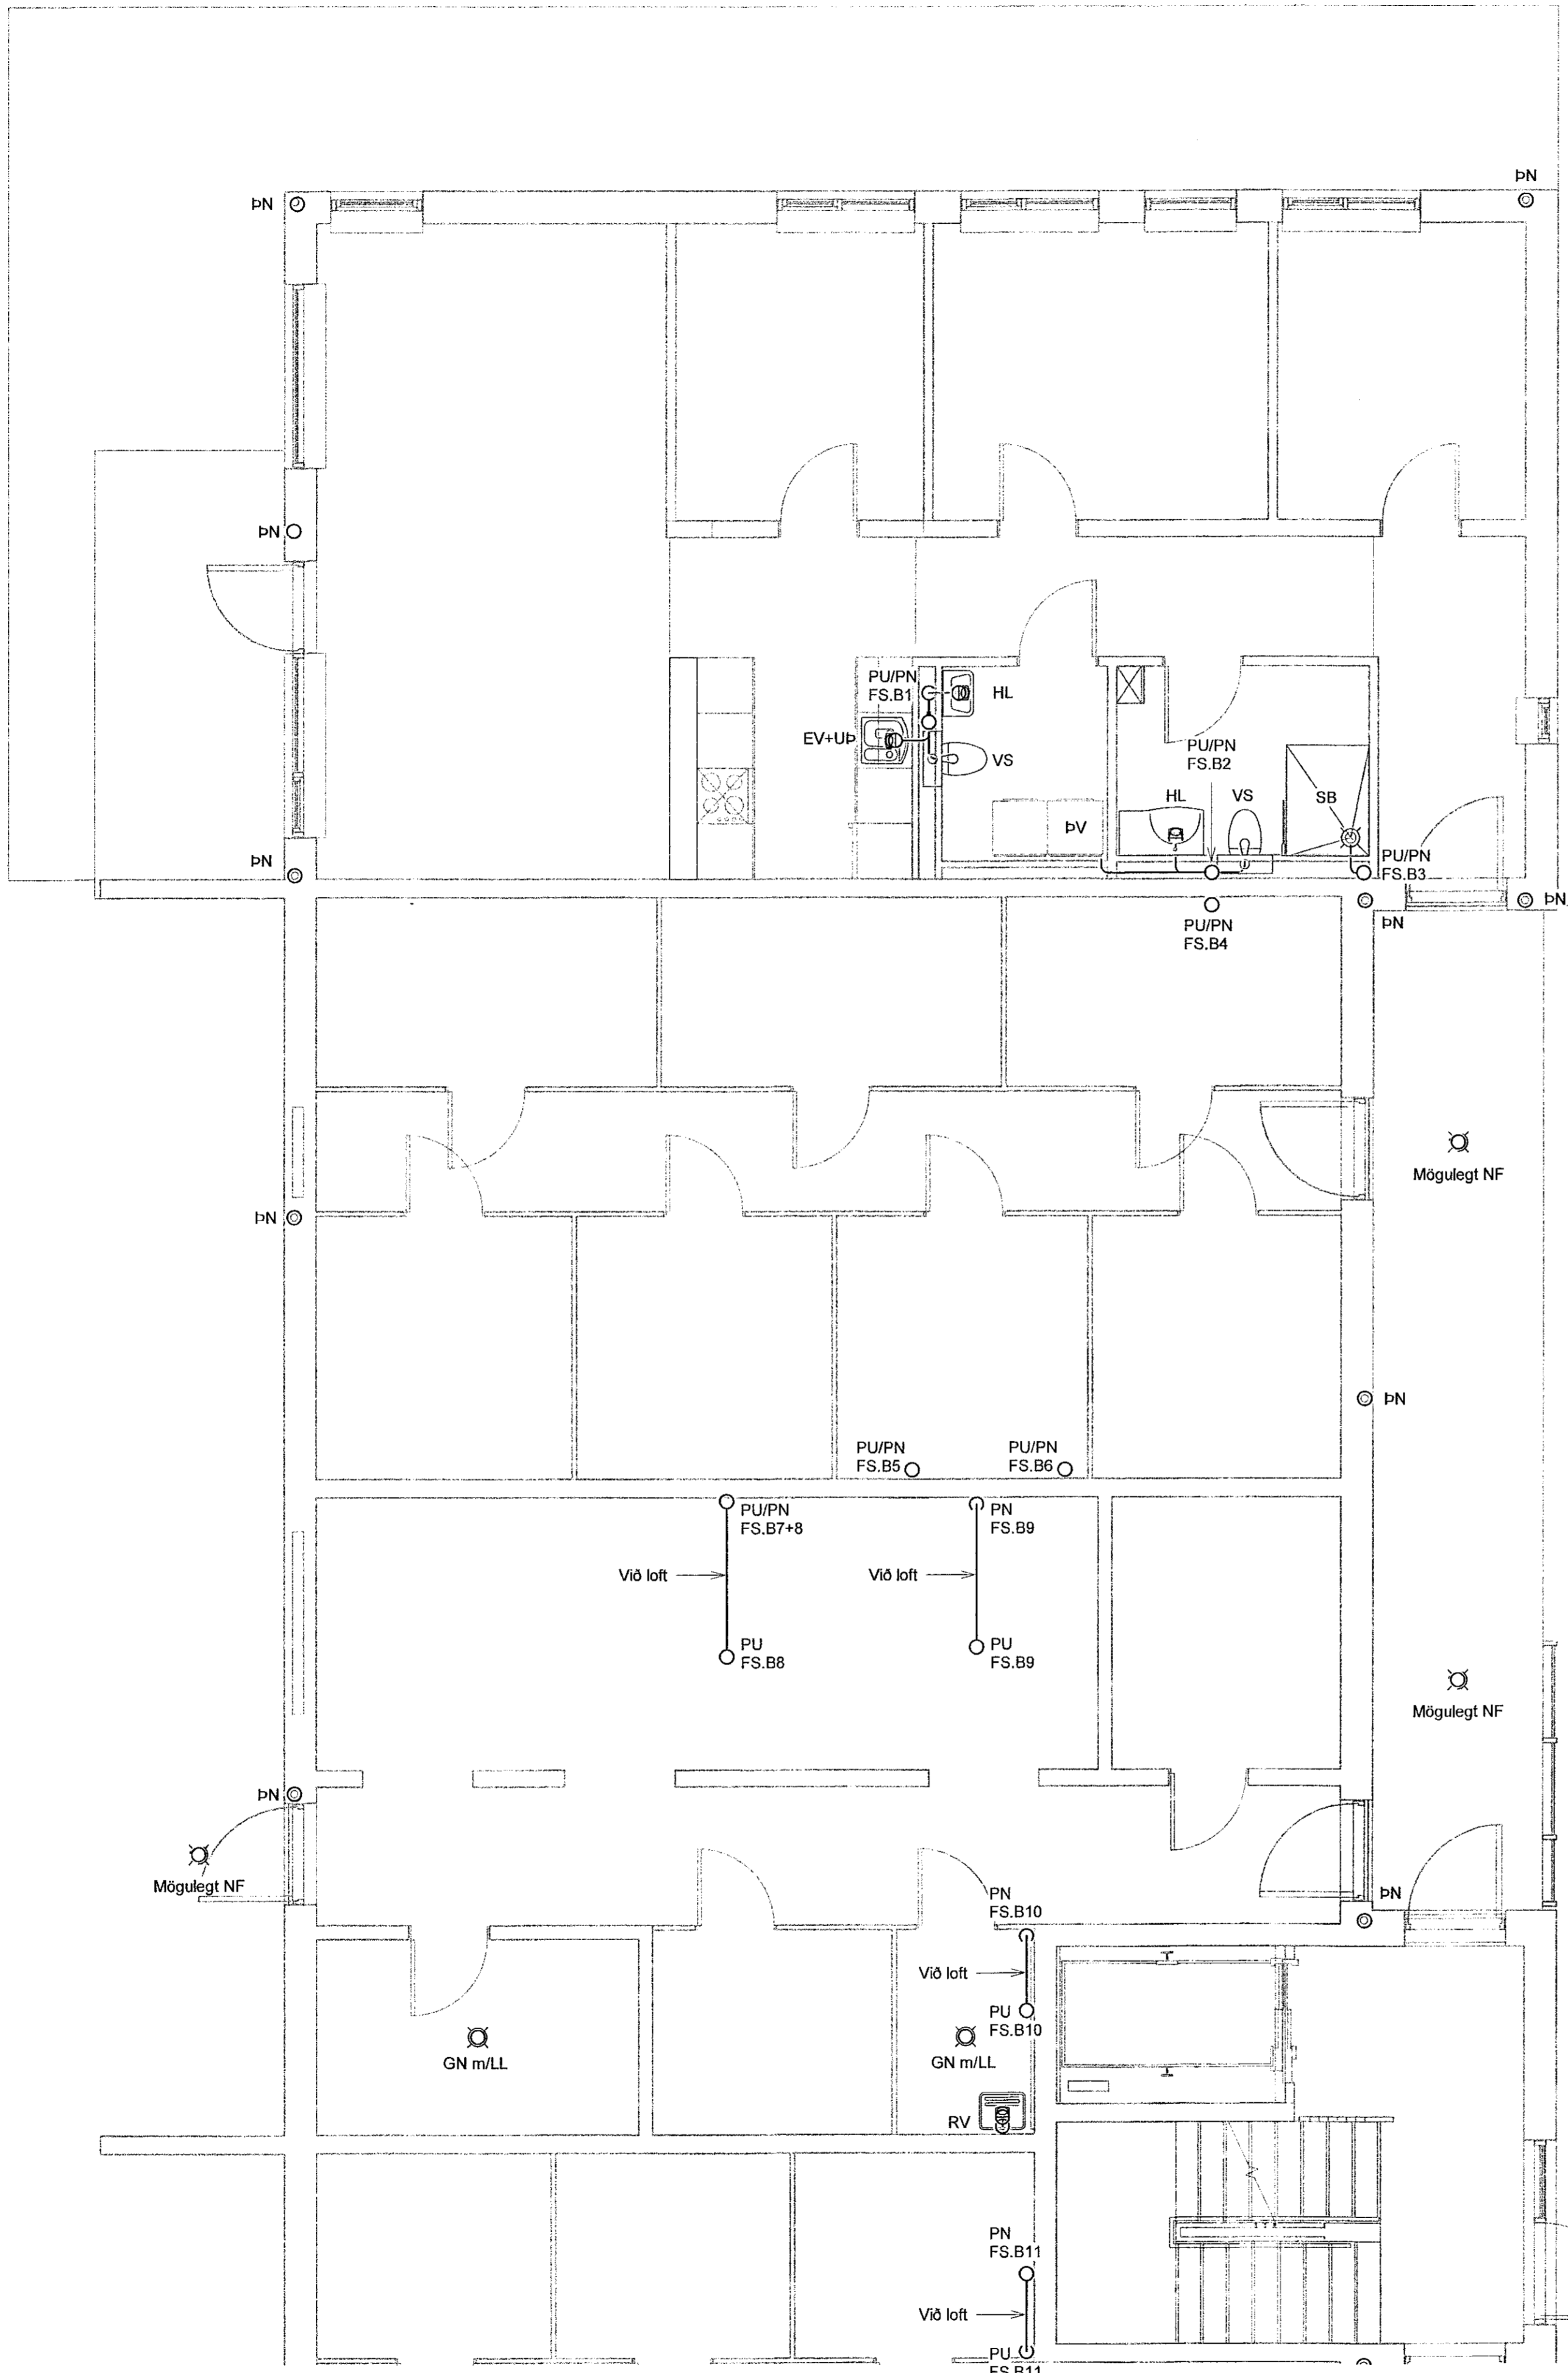 ÞN
ÞN
ÞN
PU/PN
FS.B1
HL
EV+UÞ
VS
PU/PN
FS.B2
HL
VS
SB
ÞV
ÞN
PU/PN
FS.B3
ÞN
ÞN
PU/PN
FS.B4
Mögulegt NF
ÞN
ÞN
PU/PN
FS.B5
PU/PN
FS.B6
PU/PN
FS.B7+8
PN
FS.B9
Við loft
Við loft
PU
FS.B8
PU
FS.B9
Mögulegt NF
ÞN
Mögulegt NF
PN
FS.B10
ÞN
Við loft
PU
FS.B10
GN m/LL
GN m/LL
RV
PN
FS.B11
Við loft
PU
FS.B11